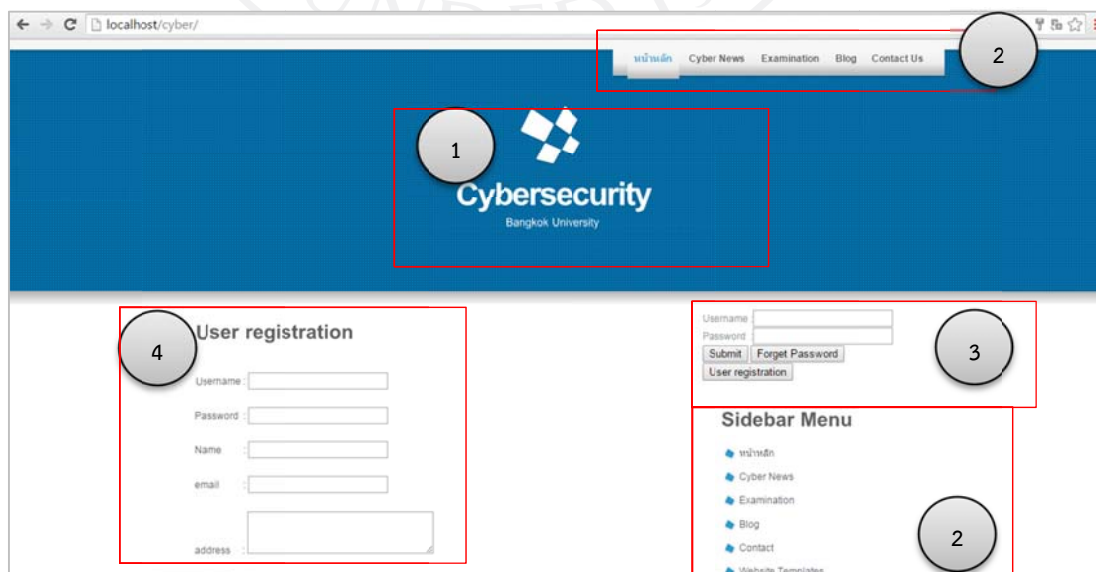 localhost/cyber/
หน้าหลัก Cyber News Examination Blog Contact Us
2
1
Cybersecurity
Bangkok University
4
User registration
Username :
Password :
Name :
email :
address :
Username :
Password :
Submit Forget Password
User registration
3
Sidebar Menu
หน้าหลัก
Cyber News
Examination
Blog
Contact
Website Templates
2